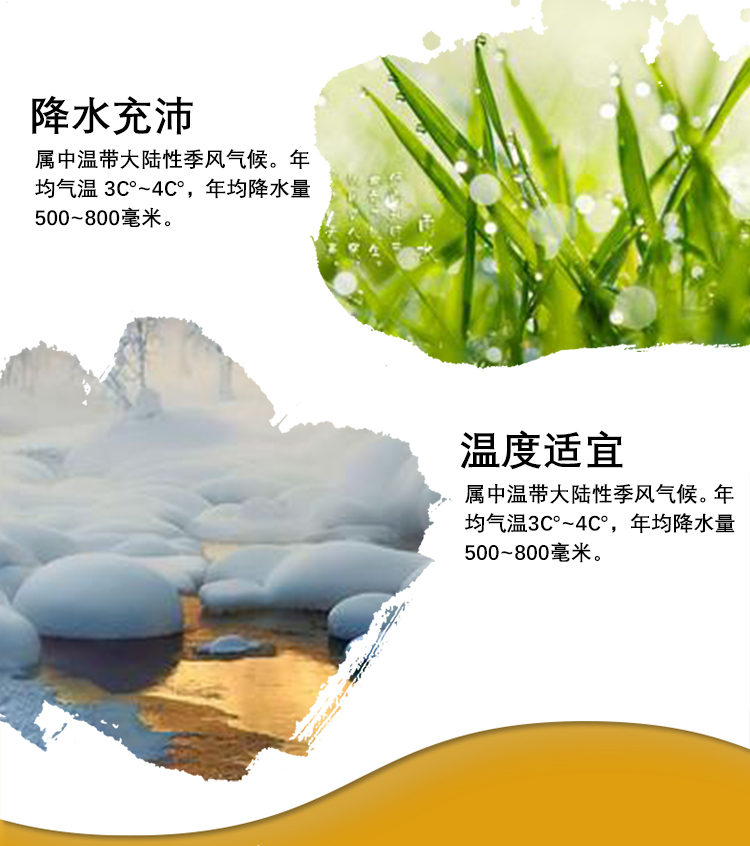 降水充沛
属中温带大陆性季风气候。年
均气温 3C°~4C°，年均降水量
500~800毫米。
雨水
温度适宜
属中温带大陆性季风气候。年
均气温3C°~4C°，年均降水量
500~800毫米。